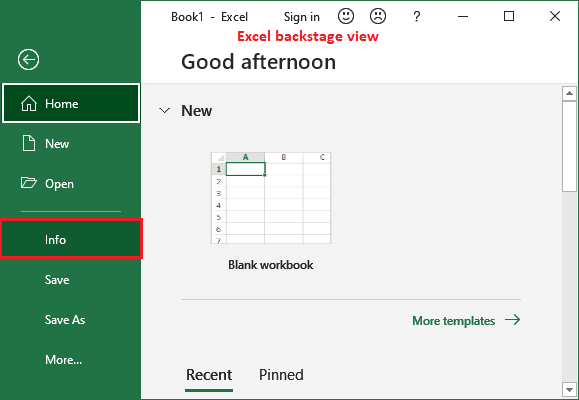 Book1 - Excel Sign in ?
Excel backstage view
Good afternoon
Home
New
Open
Info
Save
Save As
More...
New
A B C
1
2
3
4
5
6
7
Blank workbook
More templates
Recent Pinned